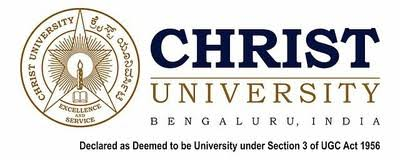 CHRIST UNIVERSITY
ಕ್ರೈಸ್ಟ್ ಯೂನಿವರ್ಸಿಟಿ
EXCELLENCE
AND
SERVICE
CHRIST
UNIVERSITY
BENGALURU, INDIA
Declared as Deemed to be University under Section 3 of UGC Act 1956